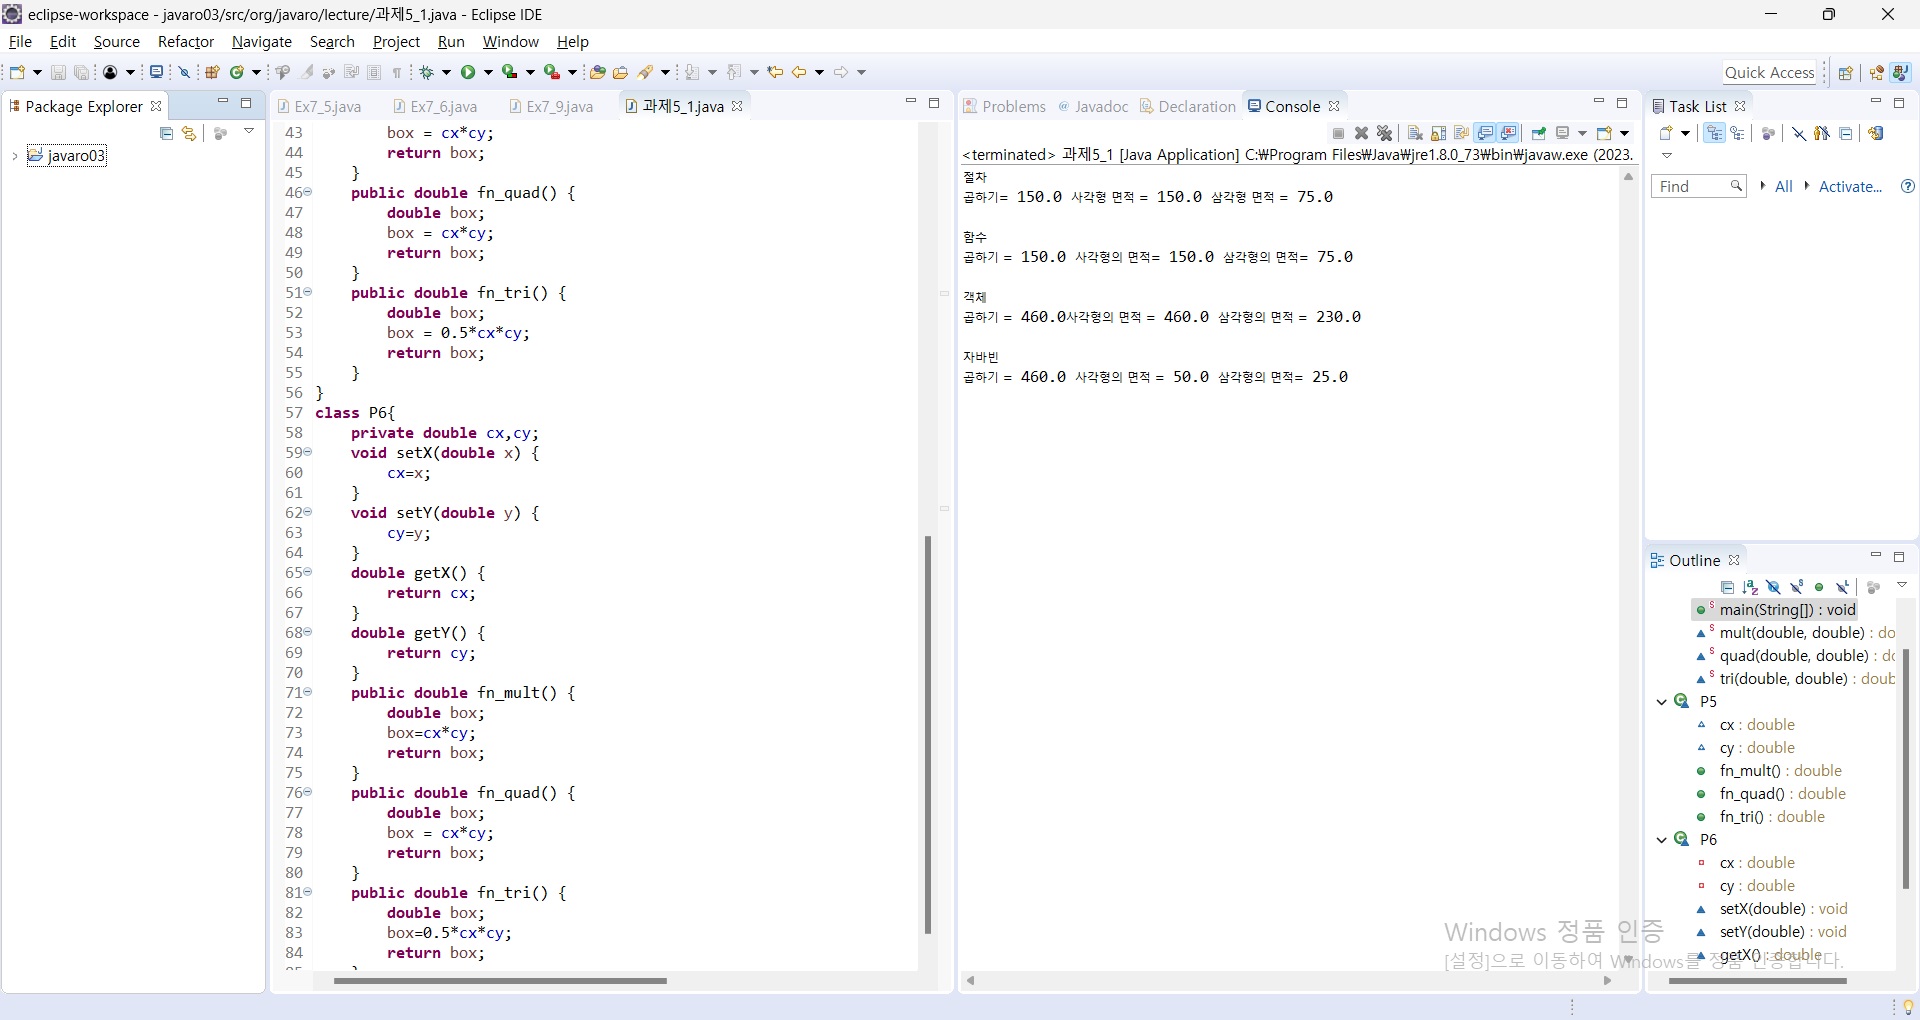 eclipse-workspace - javaro03/src/org/javaro/lecture/과제5_1.java - Eclipse IDE
File Edit Source Refactor Navigate Search Project Run Window Help
Quick Access
Package Explorer
javaro03
Ex7_5.java Ex7_6.java Ex7_9.java 과제5_1.java
43 box = cx*cy;
44 return box;
45 }
46 public double fn_quad() {
47 double box;
48 box = cx*cy;
49 return box;
50 }
51 public double fn_tri() {
52 double box;
53 box = 0.5*cx*cy;
54 return box;
55 }
56 }
57 class P6{
58 private double cx,cy;
59 void setX(double x) {
60 cx=x;
61 }
62 void setY(double y) {
63 cy=y;
64 }
65 double getX() {
66 return cx;
67 }
68 double getY() {
69 return cy;
70 }
71 public double fn_mult() {
72 double box;
73 box=cx*cy;
74 return box;
75 }
76 public double fn_quad() {
77 double box;
78 box = cx*cy;
79 return box;
80 }
81 public double fn_tri() {
82 double box;
83 box=0.5*cx*cy;
84 return box;
Problems Javadoc Declaration Console
<terminated> 과제5_1 [Java Application] C:₩Program Files₩Java₩jre1.8.0_73₩bin₩javaw.exe (2023.
절차
곱하기= 150.0 사각형 면적 = 150.0 삼각형 면적 = 75.0
함수
곱하기 = 150.0 사각형의 면적= 150.0 삼각형의 면적= 75.0
객체
곱하기 = 460.0사각형의 면적 = 460.0 삼각형의 면적 = 230.0
자바빈
곱하기 = 460.0 사각형의 면적 = 50.0 삼각형의 면적= 25.0
Task List
Find All Activate...
Outline
main(String[]) : void
mult(double, double) : do
quad(double, double) : do
tri(double, double) : doub
P5
cx : double
cy : double
fn_mult() : double
fn_quad() : double
fn_tri() : double
P6
cx : double
cy : double
setX(double) : void
setY(double) : void
getX() : double
Windows 정품 인증
[설정]으로 이동하여 Windows를 정품 인증합니다.